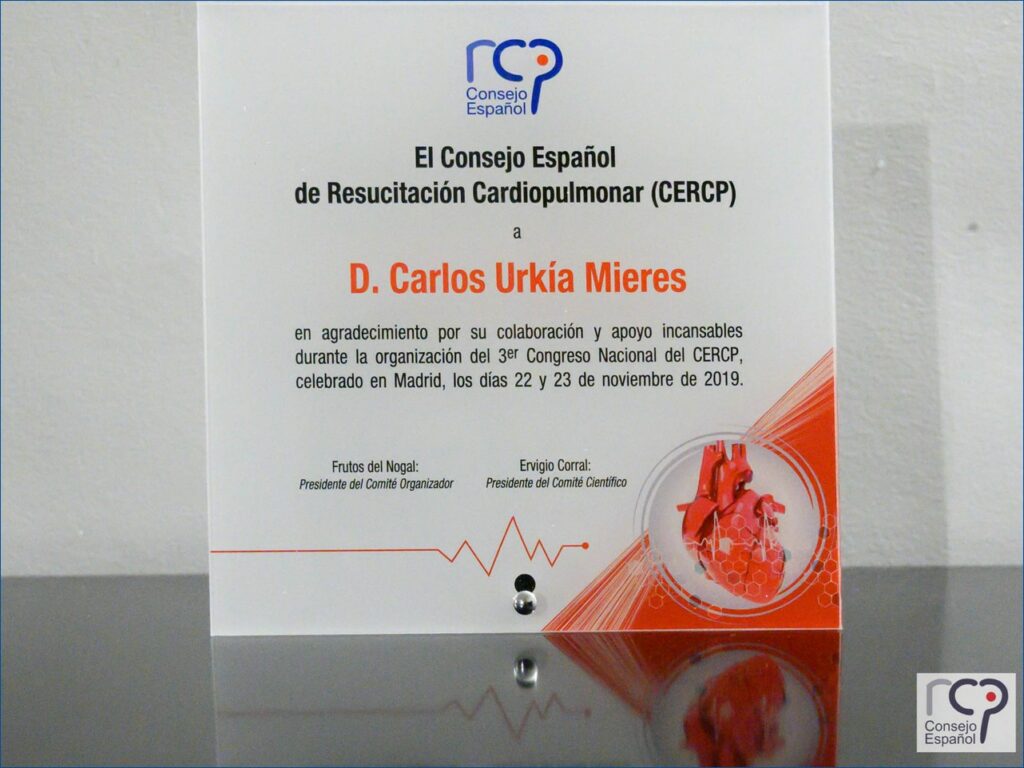 rcp
Consejo
Español
El Consejo Español
de Resucitación Cardiopulmonar (CERCP)
a
D. Carlos Urkía Mieres
en agradecimiento por su colaboración y apoyo incansables
durante la organización del 3er Congreso Nacional del CERCP,
celebrado en Madrid, los días 22 y 23 de noviembre de 2019.
Frutos del Nogal:
Presidente del Comité Organizador
Ervigio Corral:
Presidente del Comité Científico
rcp
Consejo
Español